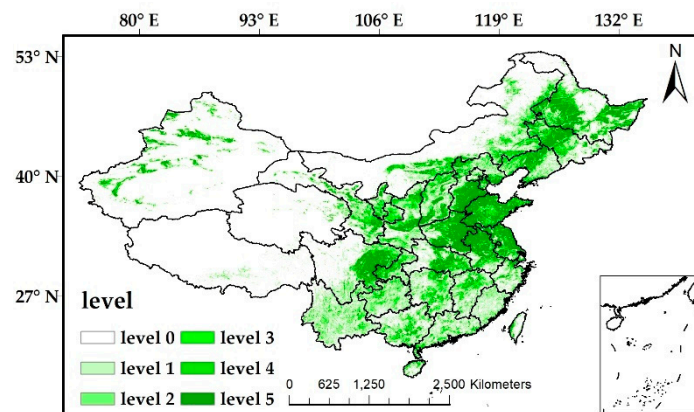 80° E 93° E 106° E 119° E 132° E
53° N
N
40° N
27° N
level
level 0 level 3
level 1 level 4
level 2 level 5
0 625 1,250 2,500 Kilometers